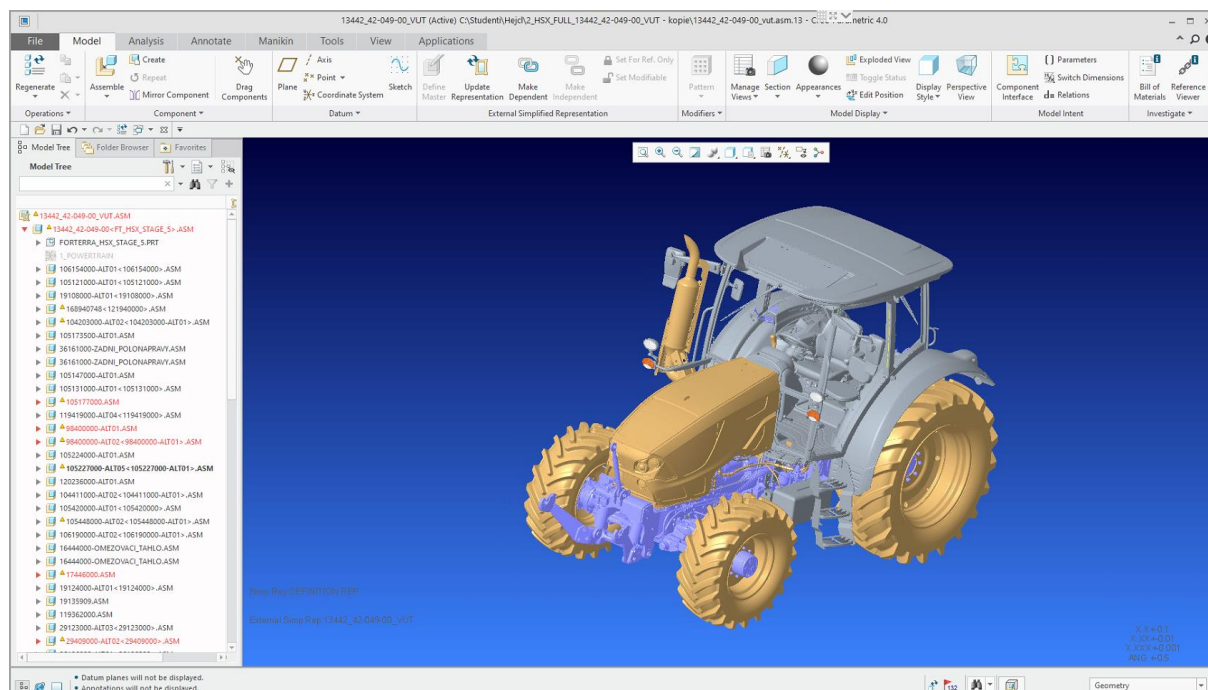 13442_42-049-00_VUT (Active) C:\Studenti\Hejcl\2_HSX_FULL_13442_42-049-00_VUT - kopie\13442_42-049-00_vut.asm.13 - Parametric 4.0
File Model Analysis Annotate Manikin Tools View Applications
Regenerate
Operations
Assemble
Create
Repeat
Mirror Component
Drag Components
Component
Plane
Axis
Point
Coordinate System
Sketch
Datum
Define Master
Update Representation
Make Dependent
Make Independent
Set For Ref. Only
Set Modifiable
External Simplified Representation
Pattern
Modifiers
Manage Views
Section
Appearances
Exploded View
Toggle Status
Edit Position
Display Style
Perspective View
Model Display
Component Interface
Parameters
Switch Dimensions
d= Relations
Model Intent
Bill of Materials
Reference Viewer
Investigate
Model Tree Folder Browser Favorites
Model Tree
13442_42-049-00_VUT.ASM
13442_42-049-00<FT_HSX_STAGE_5>.ASM
FORTERRA_HSX_STAGE_5.PRT
1_POWERTRAIN
106154000-ALT01<106154000>.ASM
105121000-ALT01<105121000>.ASM
19108000-ALT01<19108000>.ASM
168940748<121940000>.ASM
104203000-ALT02<104203000-ALT01>.ASM
105173500-ALT01.ASM
36161000-ZADNI_POLONAPRAVY.ASM
36161000-ZADNI_POLONAPRAVY.ASM
105147000-ALT01.ASM
105131000-ALT01<105131000>.ASM
105177000.ASM
119419000-ALT04<119419000>.ASM
98400000-ALT01.ASM
98400000-ALT02<98400000-ALT01>.ASM
105224000-ALT01.ASM
105227000-ALT05<105227000-ALT01>.ASM
120236000-ALT01.ASM
104411000-ALT02<104411000-ALT01>.ASM
105420000-ALT01<105420000>.ASM
105448000-ALT02<105448000-ALT01>.ASM
106190000-ALT02<106190000-ALT01>.ASM
16444000-OMEZOVACI_TAHLO.ASM
16444000-OMEZOVACI_TAHLO.ASM
17446000.ASM
19124000-ALT01<19124000>.ASM
19135909.ASM
119362000.ASM
29123000-ALT03<29123000>.ASM
29409000-ALT02<29409000>.ASM
Simp Rep DEFINITION REP
External Simp Rep 13442_42-049-00_VUT
X.X+-0.1
X.XX+-0.01
X.XXX+-0.001
ANG.+-0.5
• Datum planes will not be displayed.
• Annotations will not be displayed.
132
Geometry